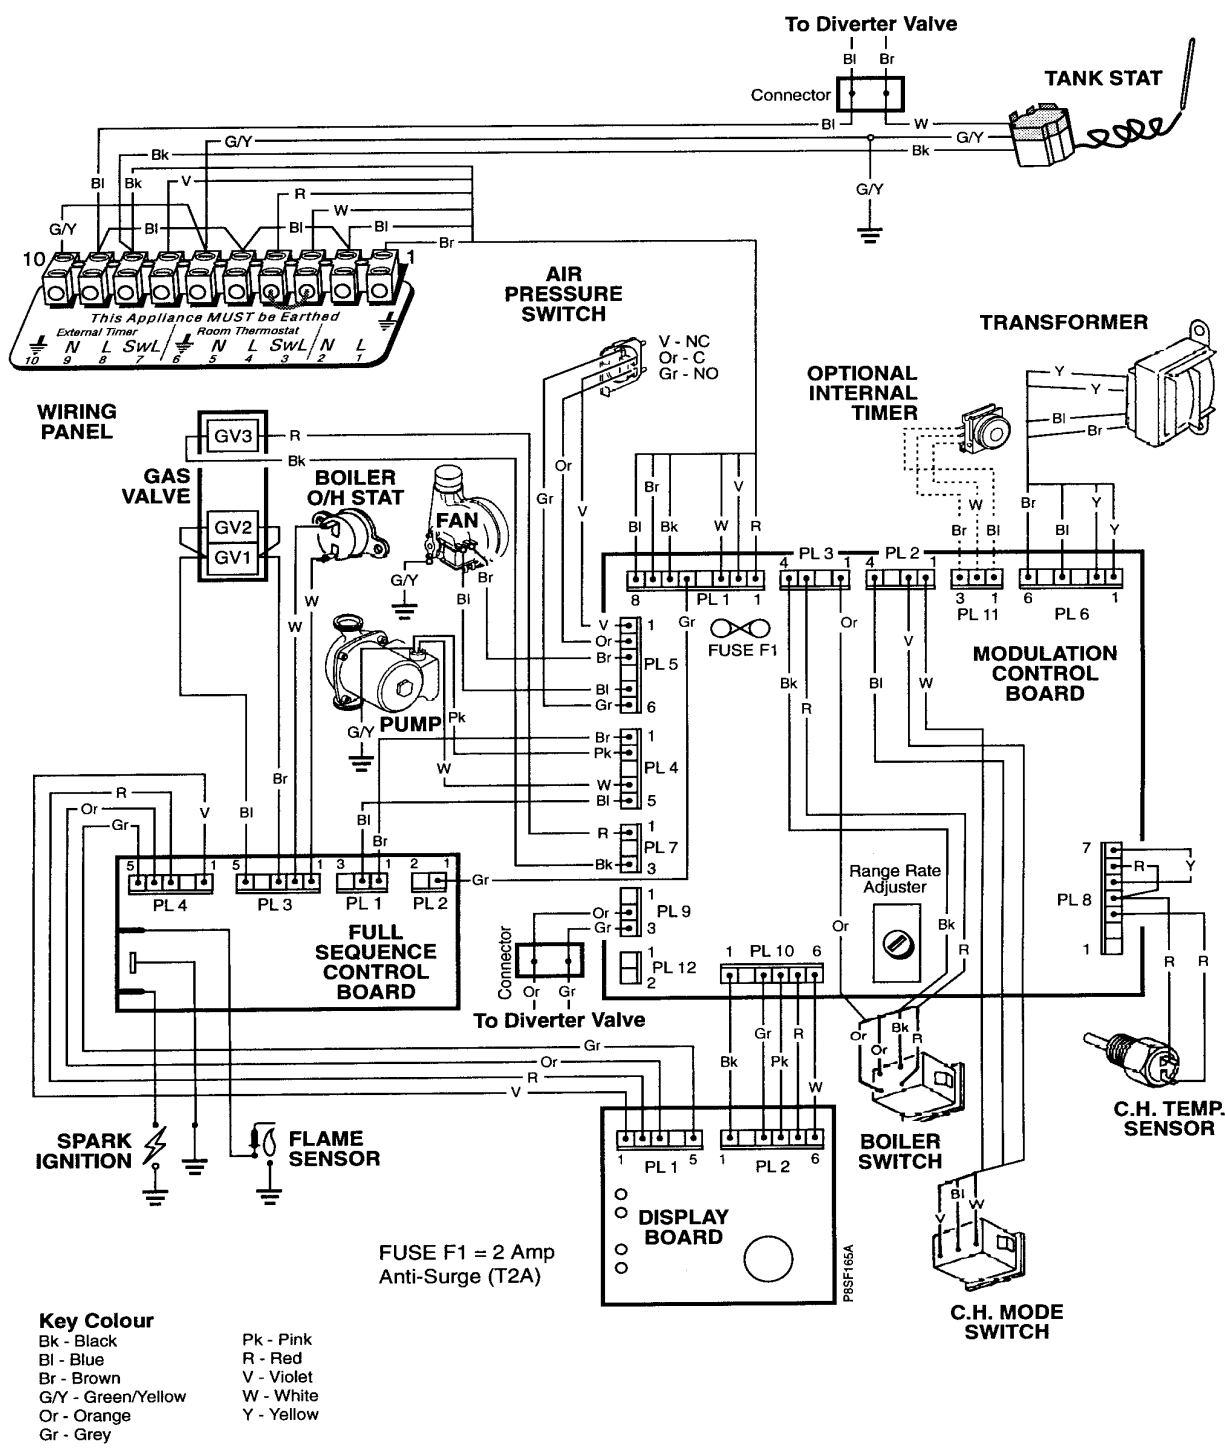 To Diverter Valve
Bl Br
Connector
TANK STAT
Bl W
G/Y G/Y
Bk Bk
G/Y
Bl Bk V
R
W
G/Y Bl Bl Bl
Br
10 1
This Appliance MUST be Earthed
External Timer Room Thermostat
N L SwL N L SwL N L
10 9 8 7 6 5 4 3 2 1
WIRING
PANEL
AIR
PRESSURE
SWITCH
V - NC
Or - C
Gr - NO
TRANSFORMER
Y
Y
Bl
Br
OPTIONAL
INTERNAL
TIMER
GV3 R
Bk
GAS
VALVE
GV2
GV1
BOILER
O/H STAT
FAN
G/Y
Br
Bl
W
W
Or
Gr
V
Br V
Bl Bk W R
Br W Bl
Br Bl Y Y
PL 3 PL 2
4 1 4 1
8 PL 1 1
3 1
PL 11
6 PL 6 1
Gr
FUSE F1
Or
V
Bk Bl W
R
MODULATION
CONTROL
BOARD
PUMP
G/Y
Pk
W
V 1
Or
Br PL 5
Bl
Gr 6
Br 1
Pk
PL 4
W
Bl 5
R 1
PL 7
Bk 3
1
Or PL 9
Gr 3
1
PL 12
2
R
Or
Gr
V
Bl
Br
Bl
Br
5 1 5 1 3 1 2 1
PL 4 PL 3 PL 1 PL 2
Gr
FULL
SEQUENCE
CONTROL
BOARD
Connector
Or Gr
To Diverter Valve
Range Rate
Adjuster
Or Bk
R
7
R Y
PL 8
1
R R
1 PL 10 6
Bk Gr Pk R W
Or Or Bk R
BOILER
SWITCH
C.H. TEMP.
SENSOR
Gr
Or
R
V
SPARK
IGNITION
FLAME
SENSOR
1 PL 1 5
1 PL 2 6
DISPLAY
BOARD
V Bl W
C.H. MODE
SWITCH
P8SF165A
FUSE F1 = 2 Amp
Anti-Surge (T2A)
Key Colour
Bk - Black
Bl - Blue
Br - Brown
G/Y - Green/Yellow
Or - Orange
Gr - Grey
Pk - Pink
R - Red
V - Violet
W - White
Y - Yellow